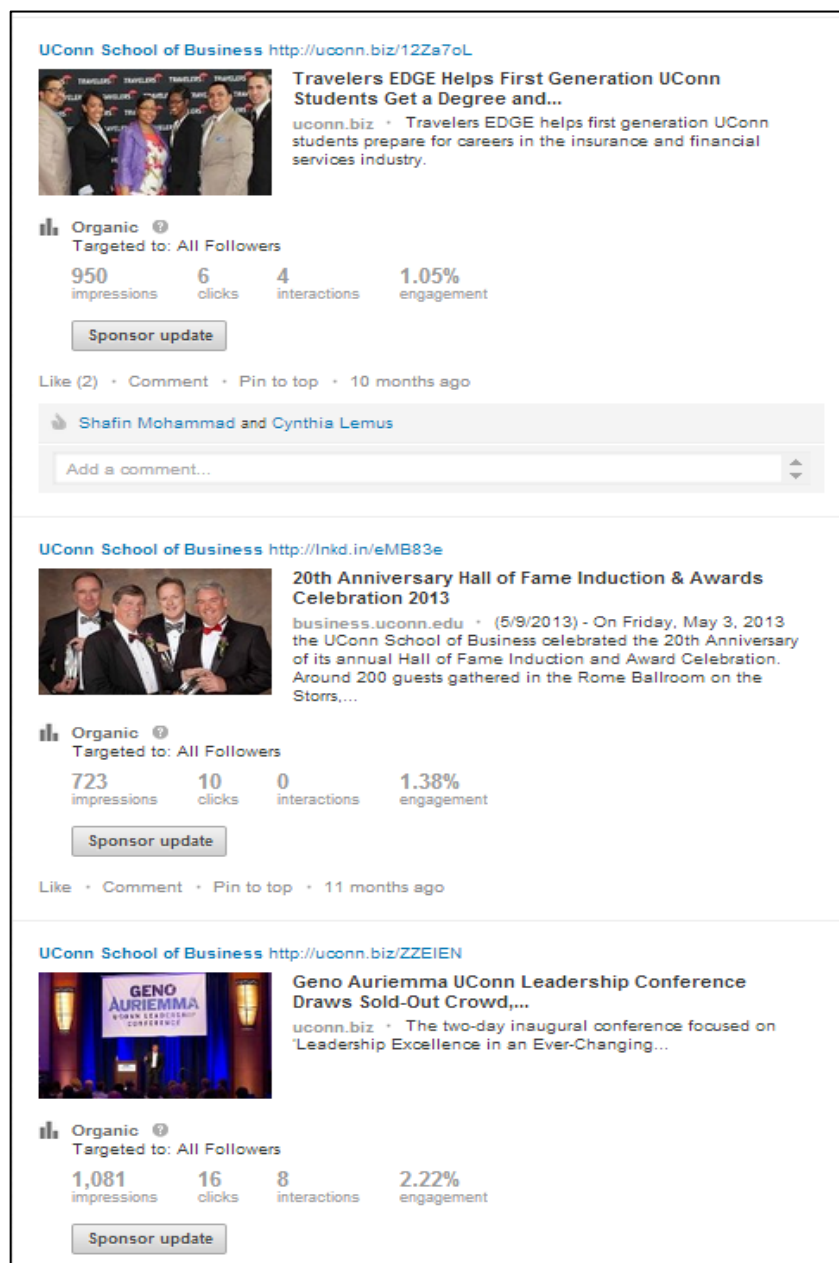 UConn School of Business http://uconn.biz/12Za7oL
TRAVELERS TRAVELERS TRAVELERS
Travelers EDGE Helps First Generation UConn
Students Get a Degree and...
uconn.biz · Travelers EDGE helps first generation UConn
students prepare for careers in the insurance and financial
services industry.
Organic ?
Targeted to: All Followers
950 6 4 1.05%
impressions clicks interactions engagement
Sponsor update
Like (2) · Comment · Pin to top · 10 months ago
Shafin Mohammad and Cynthia Lemus
Add a comment...
UConn School of Business http://lnkd.in/eMB83e
20th Anniversary Hall of Fame Induction & Awards
Celebration 2013
business.uconn.edu · (5/9/2013) - On Friday, May 3, 2013
the UConn School of Business celebrated the 20th Anniversary
of its annual Hall of Fame Induction and Award Celebration.
Around 200 guests gathered in the Rome Ballroom on the
Storrs,...
Organic ?
Targeted to: All Followers
723 10 0 1.38%
impressions clicks interactions engagement
Sponsor update
Like · Comment · Pin to top · 11 months ago
UConn School of Business http://uconn.biz/ZZEIEN
GENO
AURIEMMA
UCONN LEADERSHIP
CONFERENCE
Geno Auriemma UConn Leadership Conference
Draws Sold-Out Crowd,...
uconn.biz · The two-day inaugural conference focused on
'Leadership Excellence in an Ever-Changing...
Organic ?
Targeted to: All Followers
1,081 16 8 2.22%
impressions clicks interactions engagement
Sponsor update